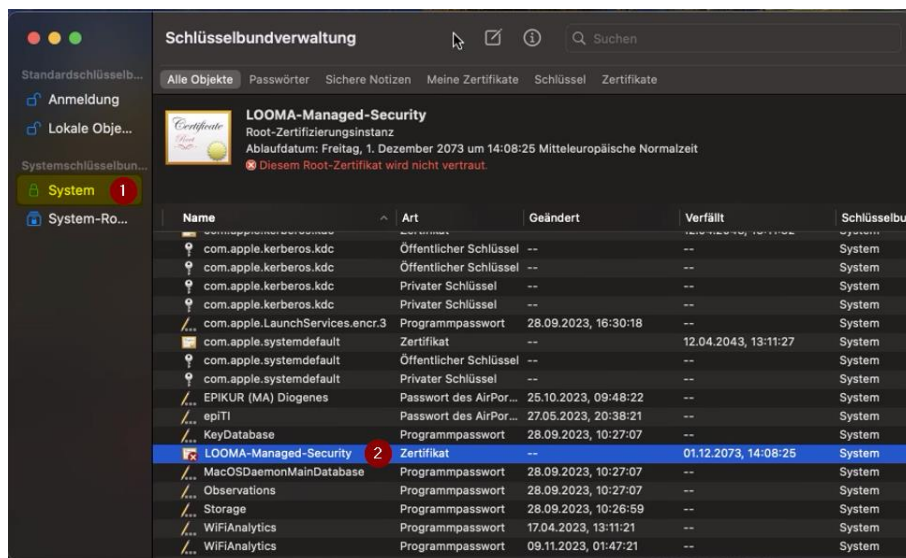 Schlüsselbundverwaltung
Suchen
Standardschlüsselb...
Anmeldung
Lokale Obje...
Systemschlüsselbun...
System 1
System-Ro...
Alle Objekte Passwörter Sichere Notizen Meine Zertifikate Schlüssel Zertifikate
Certificate
Root
LOOMA-Managed-Security
Root-Zertifizierungsinstanz
Ablaufdatum: Freitag, 1. Dezember 2073 um 14:08:25 Mitteleuropäische Normalzeit
Diesem Root-Zertifikat wird nicht vertraut.
Name Art Geändert Verfällt Schlüsselbu
com.apple.kerberos.kdc Öffentlicher Schlüssel -- -- System
com.apple.kerberos.kdc Öffentlicher Schlüssel -- -- System
com.apple.kerberos.kdc Privater Schlüssel -- -- System
com.apple.kerberos.kdc Privater Schlüssel -- -- System
com.apple.LaunchServices.encr.3 Programmpasswort 28.09.2023, 16:30:18 -- System
com.apple.systemdefault Zertifikat -- 12.04.2043, 13:11:27 System
com.apple.systemdefault Öffentlicher Schlüssel -- -- System
com.apple.systemdefault Privater Schlüssel -- -- System
EPIKUR (MA) Diogenes Passwort des AirPor... 25.10.2023, 09:48:22 -- System
epiTI Passwort des AirPor... 27.05.2023, 20:38:21 -- System
KeyDatabase Programmpasswort 28.09.2023, 10:27:07 -- System
LOOMA-Managed-Security 2 Zertifikat -- 01.12.2073, 14:08:25 System
MacOSDaemonMainDatabase Programmpasswort 28.09.2023, 10:27:07 -- System
Observations Programmpasswort 28.09.2023, 10:27:07 -- System
Storage Programmpasswort 28.09.2023, 10:26:59 -- System
WiFiAnalytics Programmpasswort 17.04.2023, 13:11:21 -- System
WiFiAnalytics Programmpasswort 09.11.2023, 01:47:21 -- System